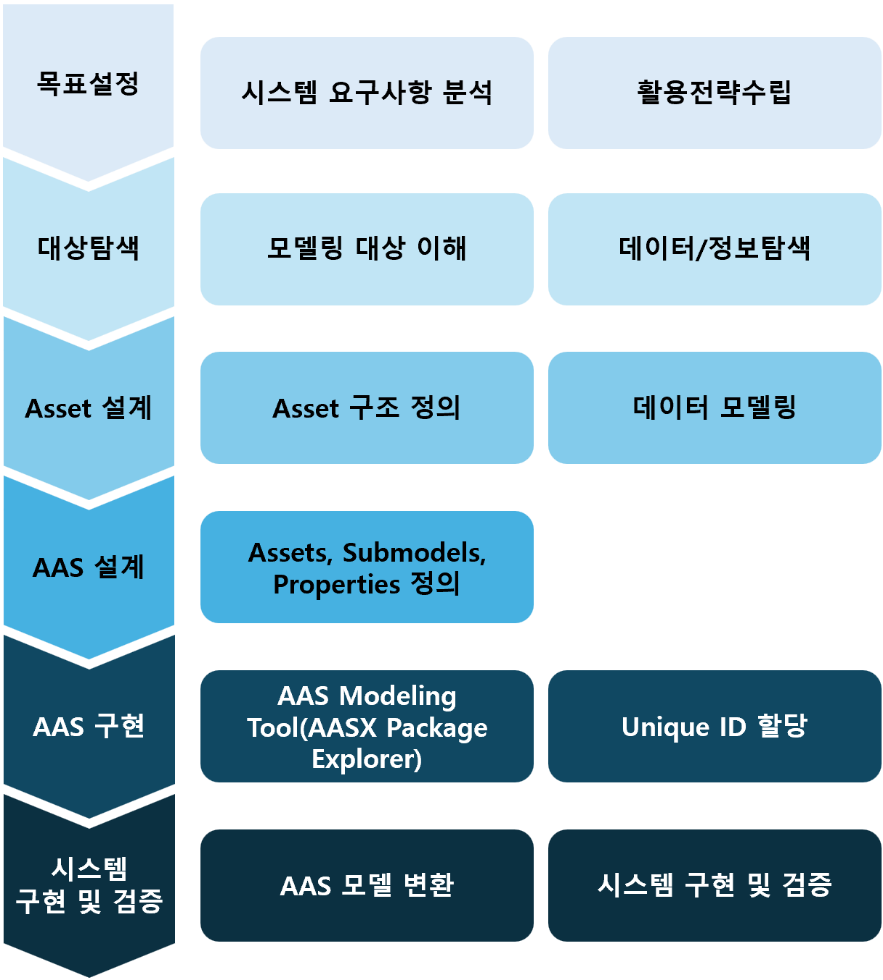 목표설정
시스템 요구사항 분석
활용전략수립
대상탐색
모델링 대상 이해
데이터/정보탐색
Asset 설계
Asset 구조 정의
데이터 모델링
AAS 설계
Assets, Submodels,
Properties 정의
AAS 구현
AAS Modeling
Tool(AASX Package
Explorer)
Unique ID 할당
시스템
구현 및 검증
AAS 모델 변환
시스템 구현 및 검증